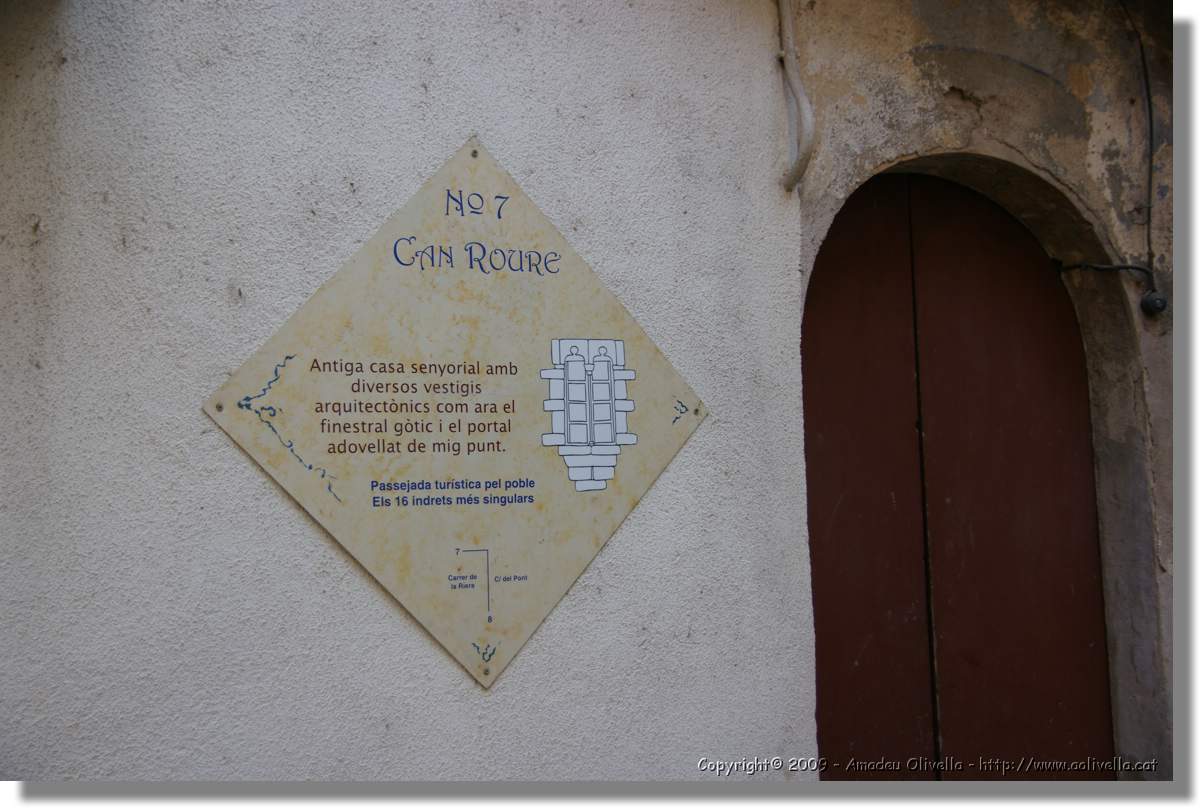 Nº 7
CAN ROURE
Antiga casa senyorial amb
diversos vestigis
arquitectònics com ara el
finestral gòtic i el portal
adovellat de mig punt.
Passejada turística pel poble
Els 16 indrets més singulars
7
Carrer de
la Riera
C/ del Pont
8
Copyright © 2009 - Amadeu Olivella - http://www.aolivella.cat